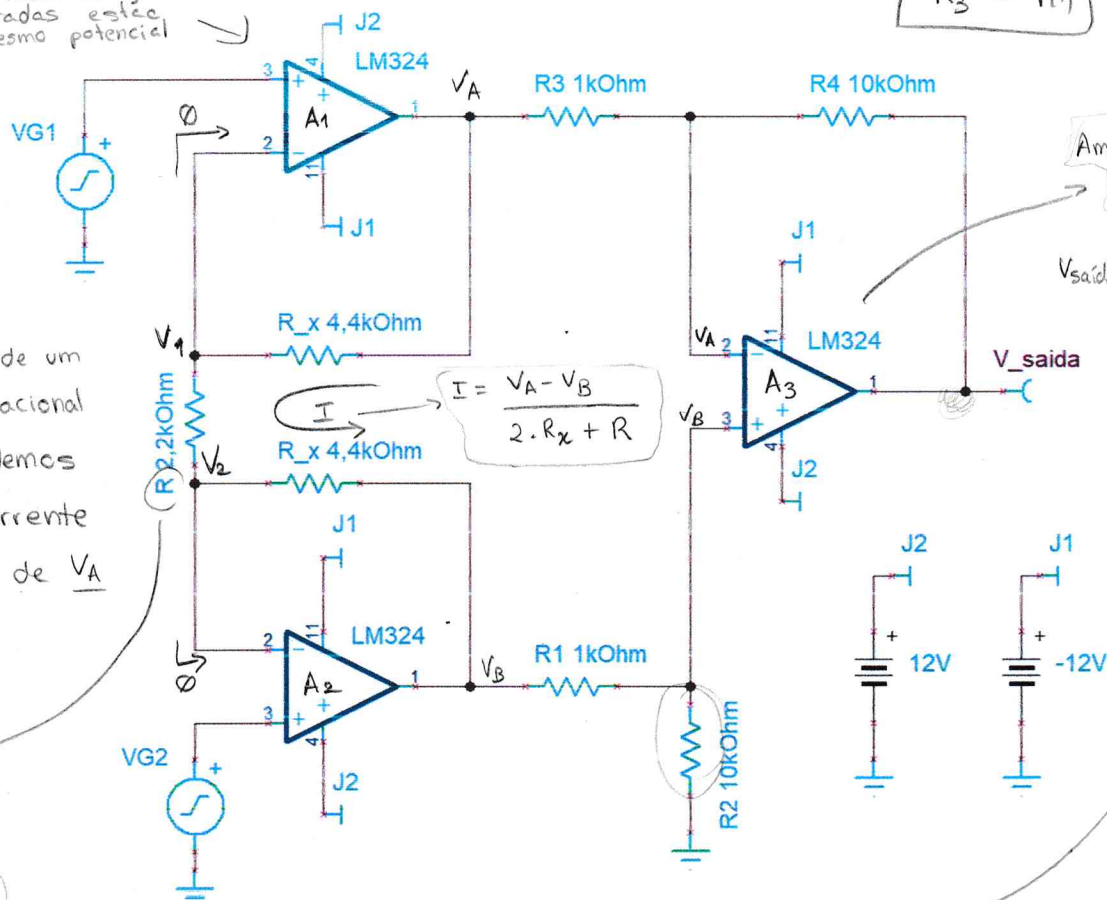 esmo potencial
J2
LM324
3
+
4
+
A1
1
2
−
11
J1
Ø
VG1
+
VA
R3 1kOhm
R4 10kOhm
J1
Vsaíd
V1
R_x 4,4kOhm
de um
acional
demos
rrente
de VA
R 2,2kOhm
I
I = VA − VB
2.Rx + R
V2
R_x 4,4kOhm
VA
2
−
11
LM324
A3
1
V_saida
VB
3
+
+
4
J2
J1
11
LM324
2
−
Ø
A2
1
VB
R1 1kOhm
3
+
+
4
J2
VG2
+
R2 10kOhm
J2
+
12V
J1
+
-12V